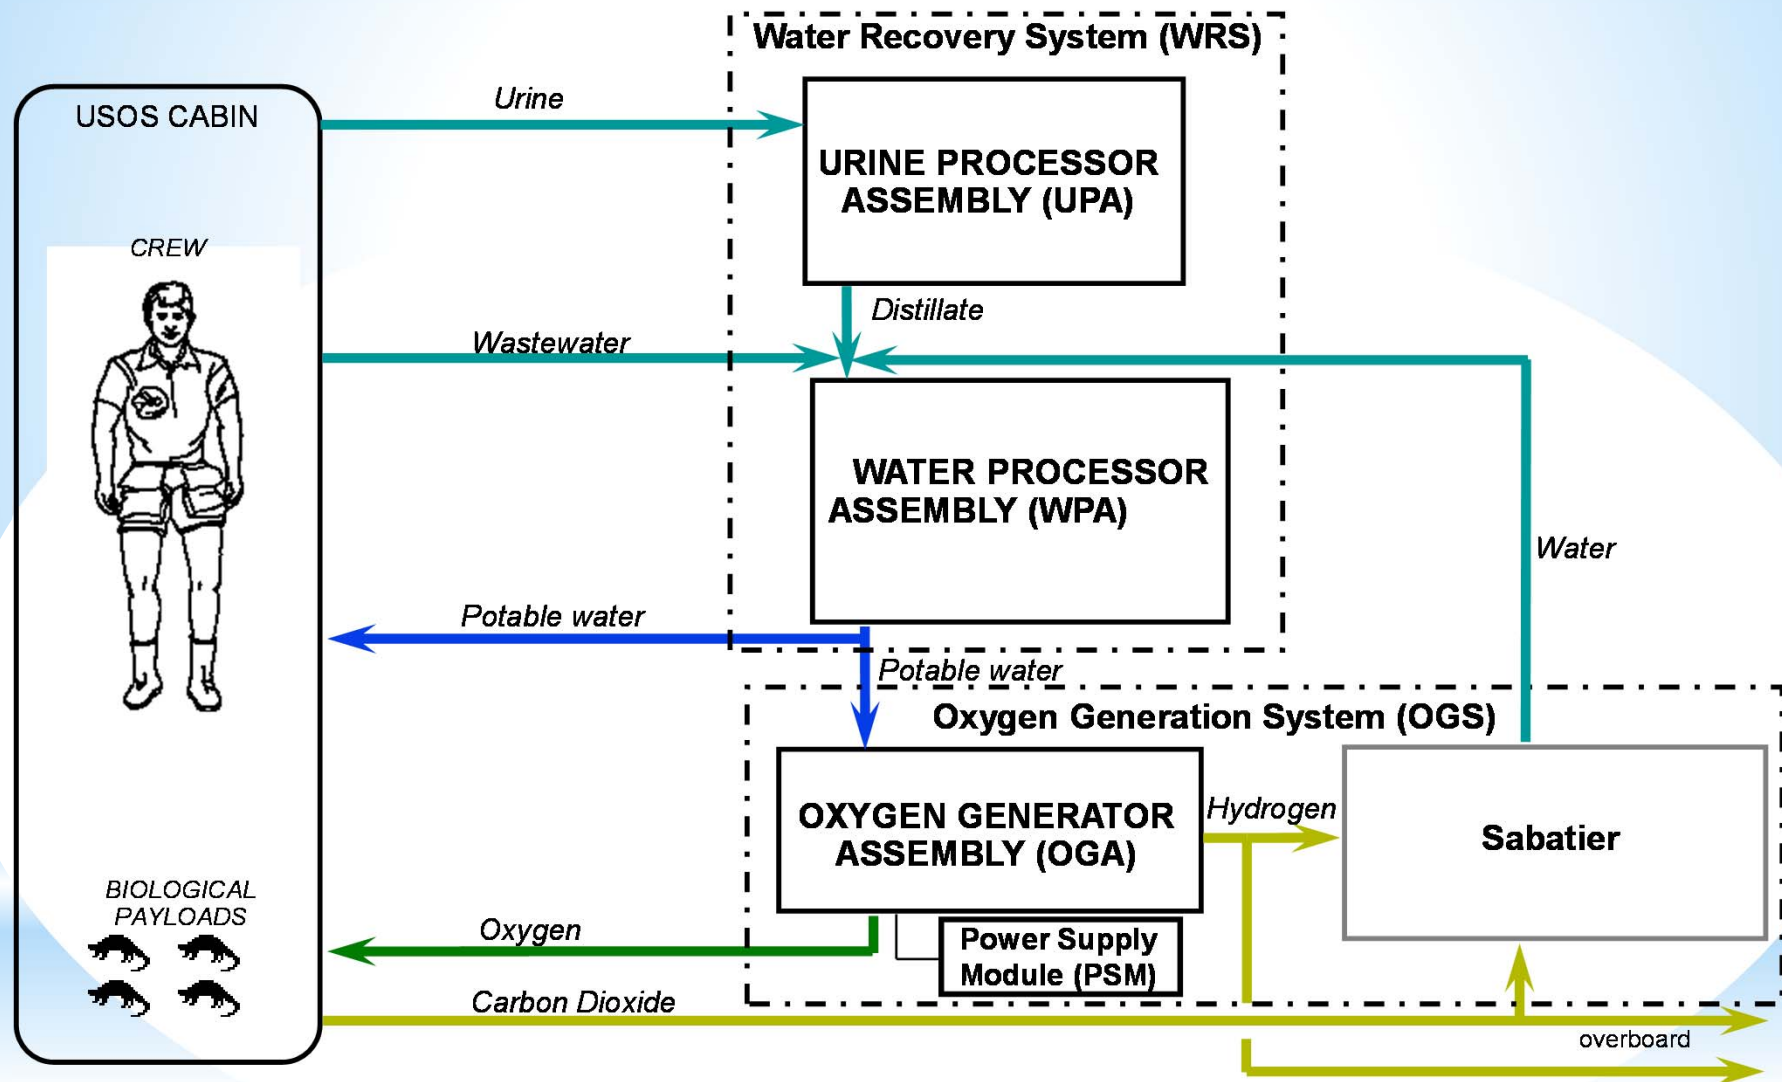 Water Recovery System (WRS)
USOS CABIN
Urine
URINE PROCESSOR
ASSEMBLY (UPA)
CREW
Distillate
Wastewater
WATER PROCESSOR
ASSEMBLY (WPA)
Water
Potable water
Potable water
Oxygen Generation System (OGS)
OXYGEN GENERATOR
ASSEMBLY (OGA)
Hydrogen
Sabatier
BIOLOGICAL
PAYLOADS
Oxygen
Power Supply
Module (PSM)
Carbon Dioxide
overboard